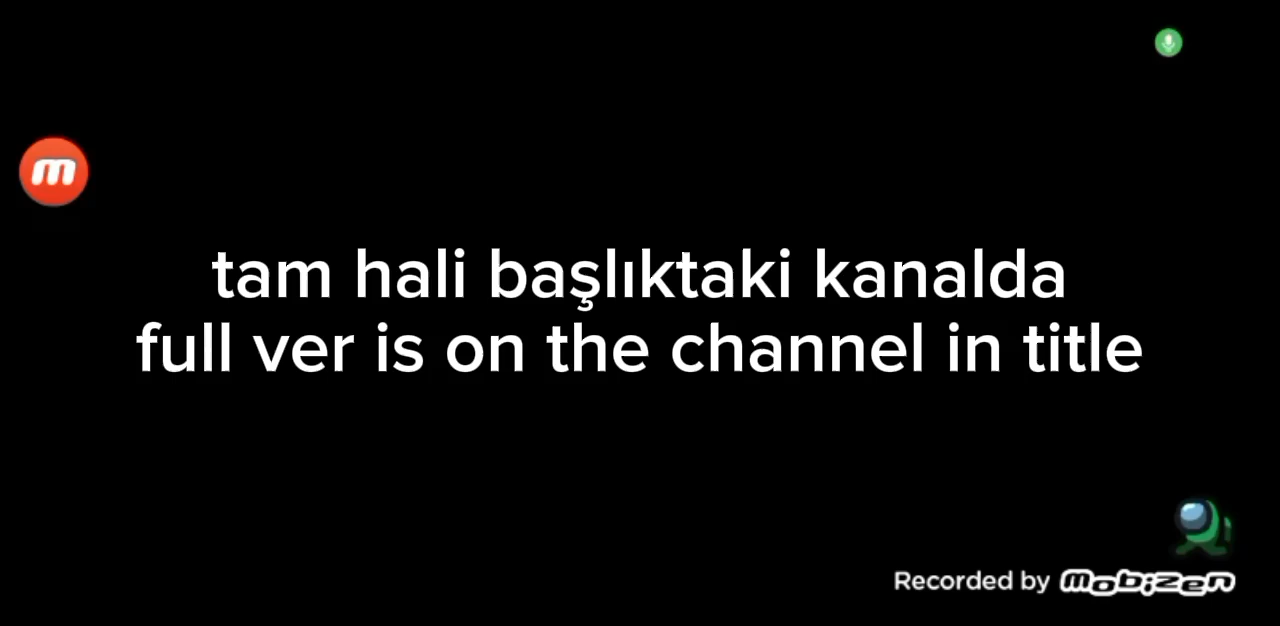 m
tam hali başlıktaki kanalda
full ver is on the channel in title
Recorded by mobizen